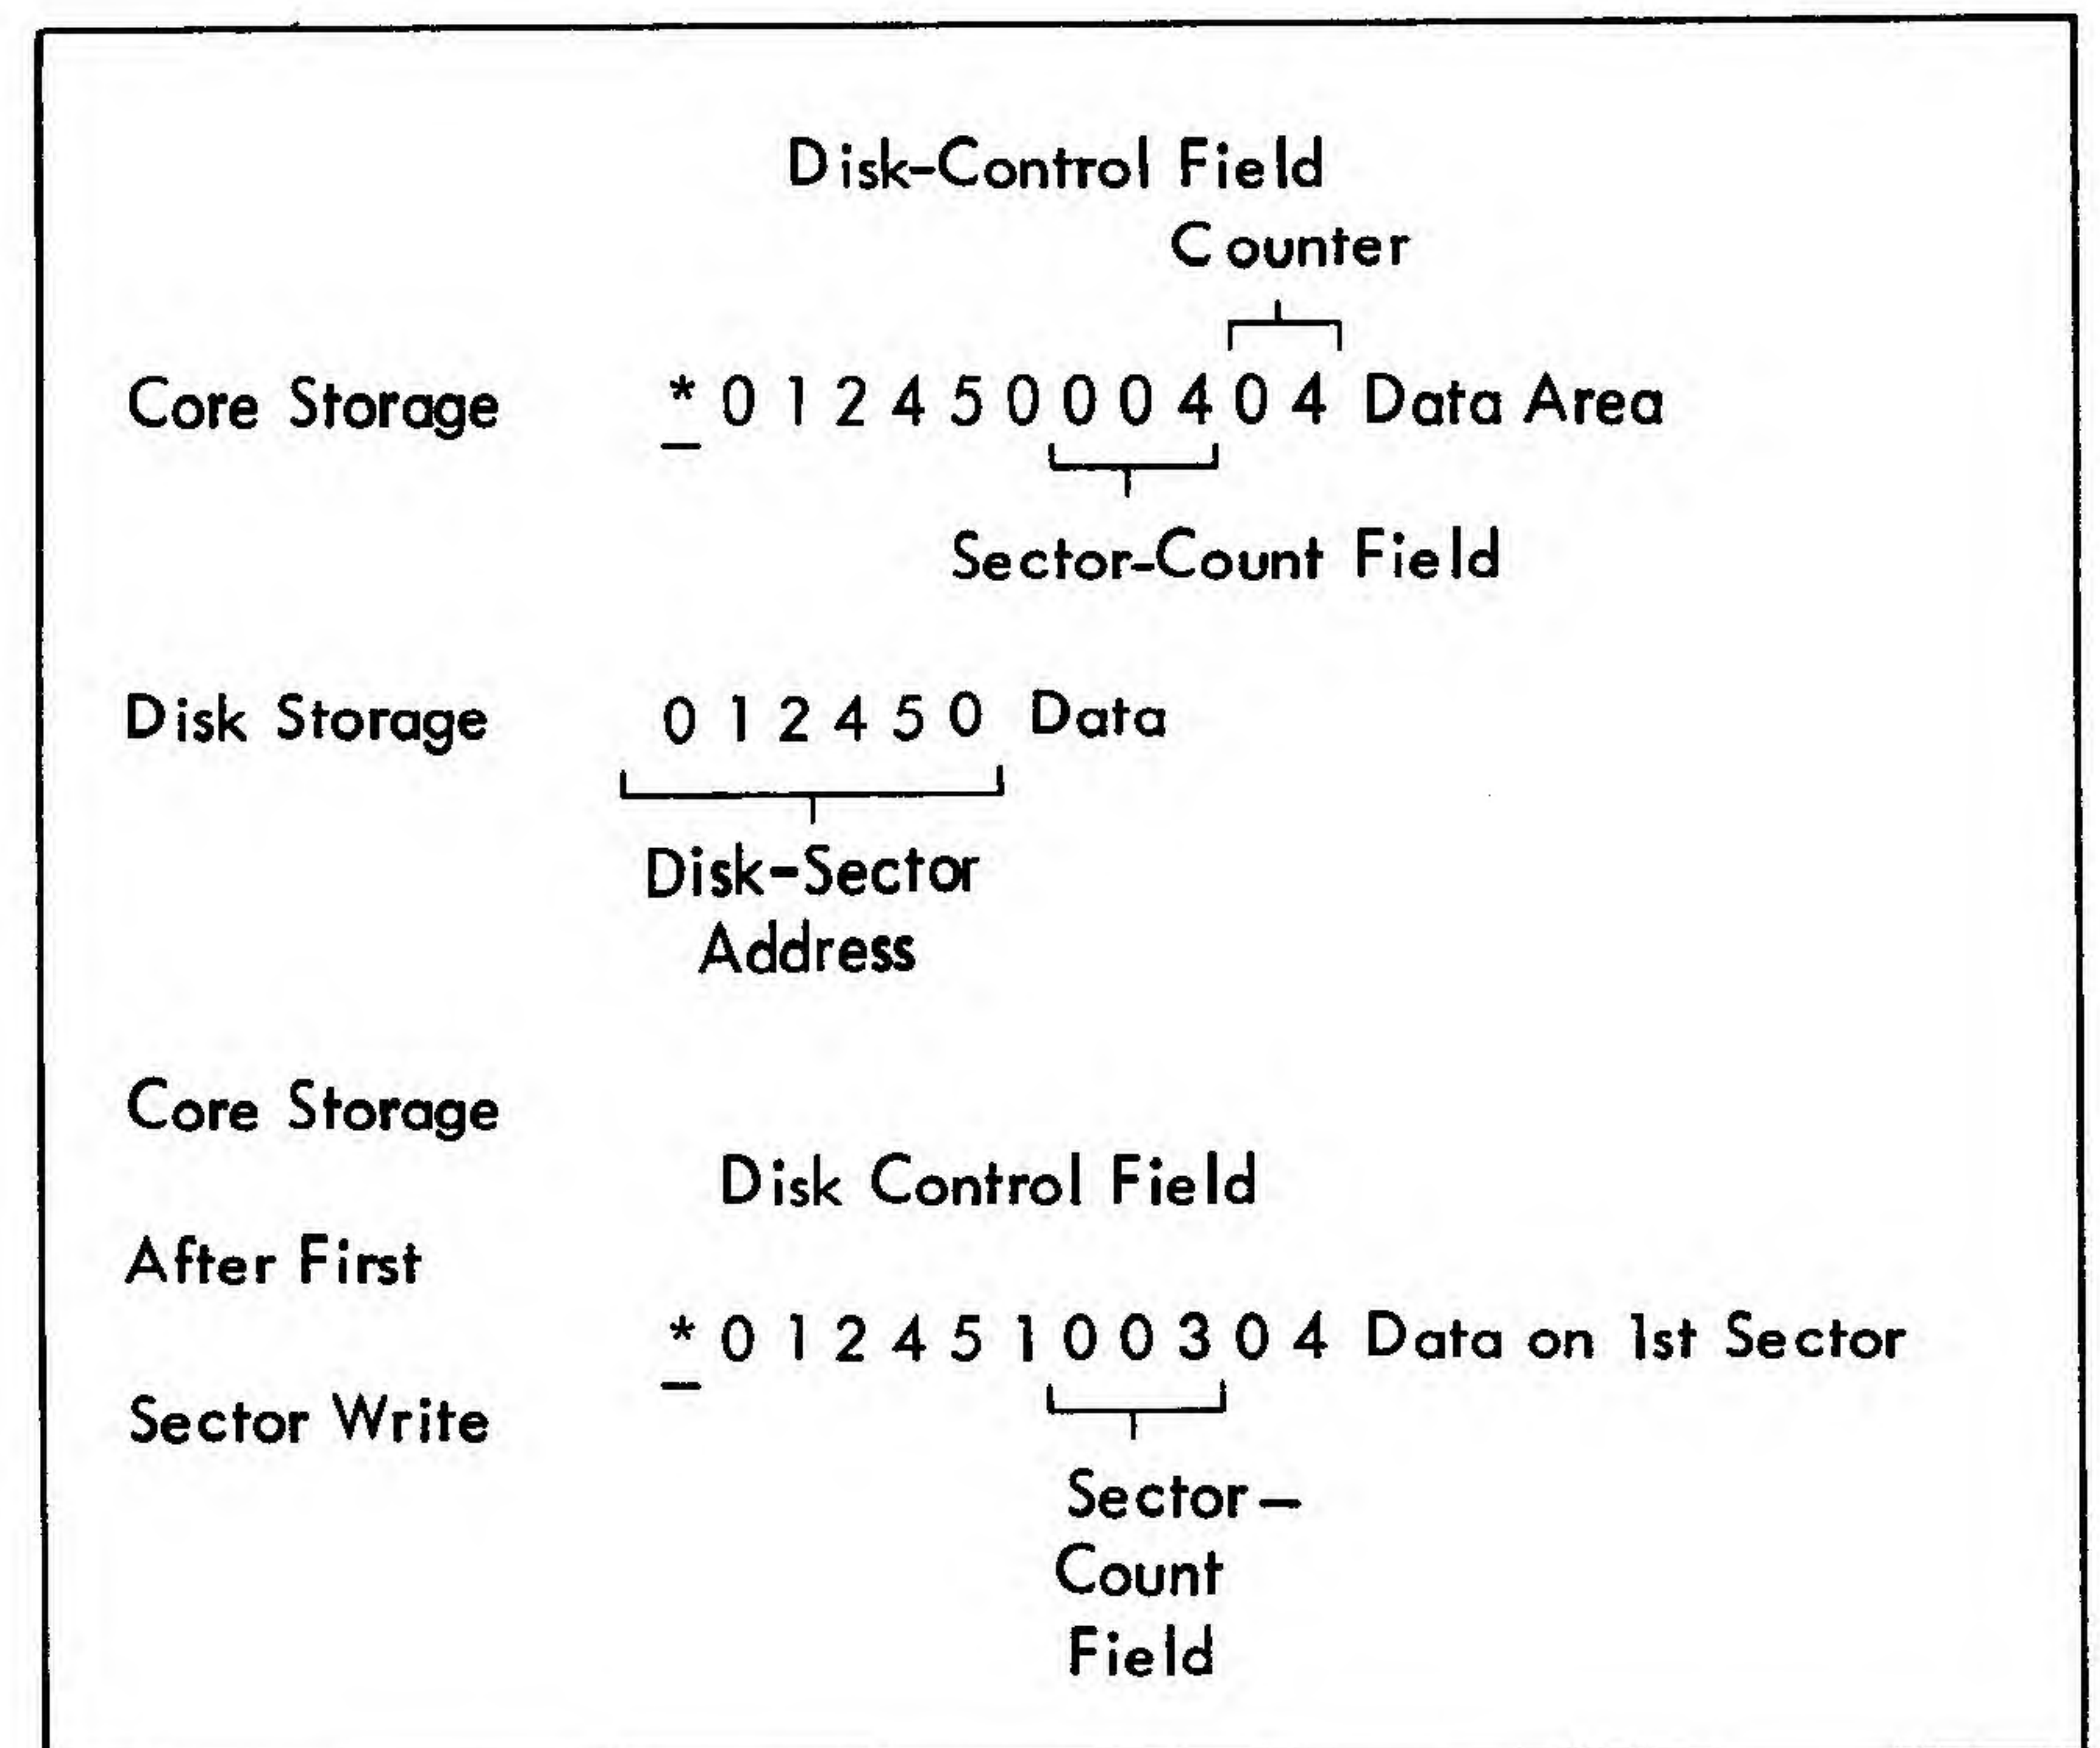 Disk-Control Field
Counter
Core Storage * 0 1 2 4 5 0 0 0 4 0 4 Data Area
Sector-Count Field
Disk Storage 0 1 2 4 5 0 Data
Disk-Sector
Address
Core Storage
Disk Control Field
After First
* 0 1 2 4 5 1 0 0 3 0 4 Data on 1st Sector
Sector Write
Sector-
Count
Field